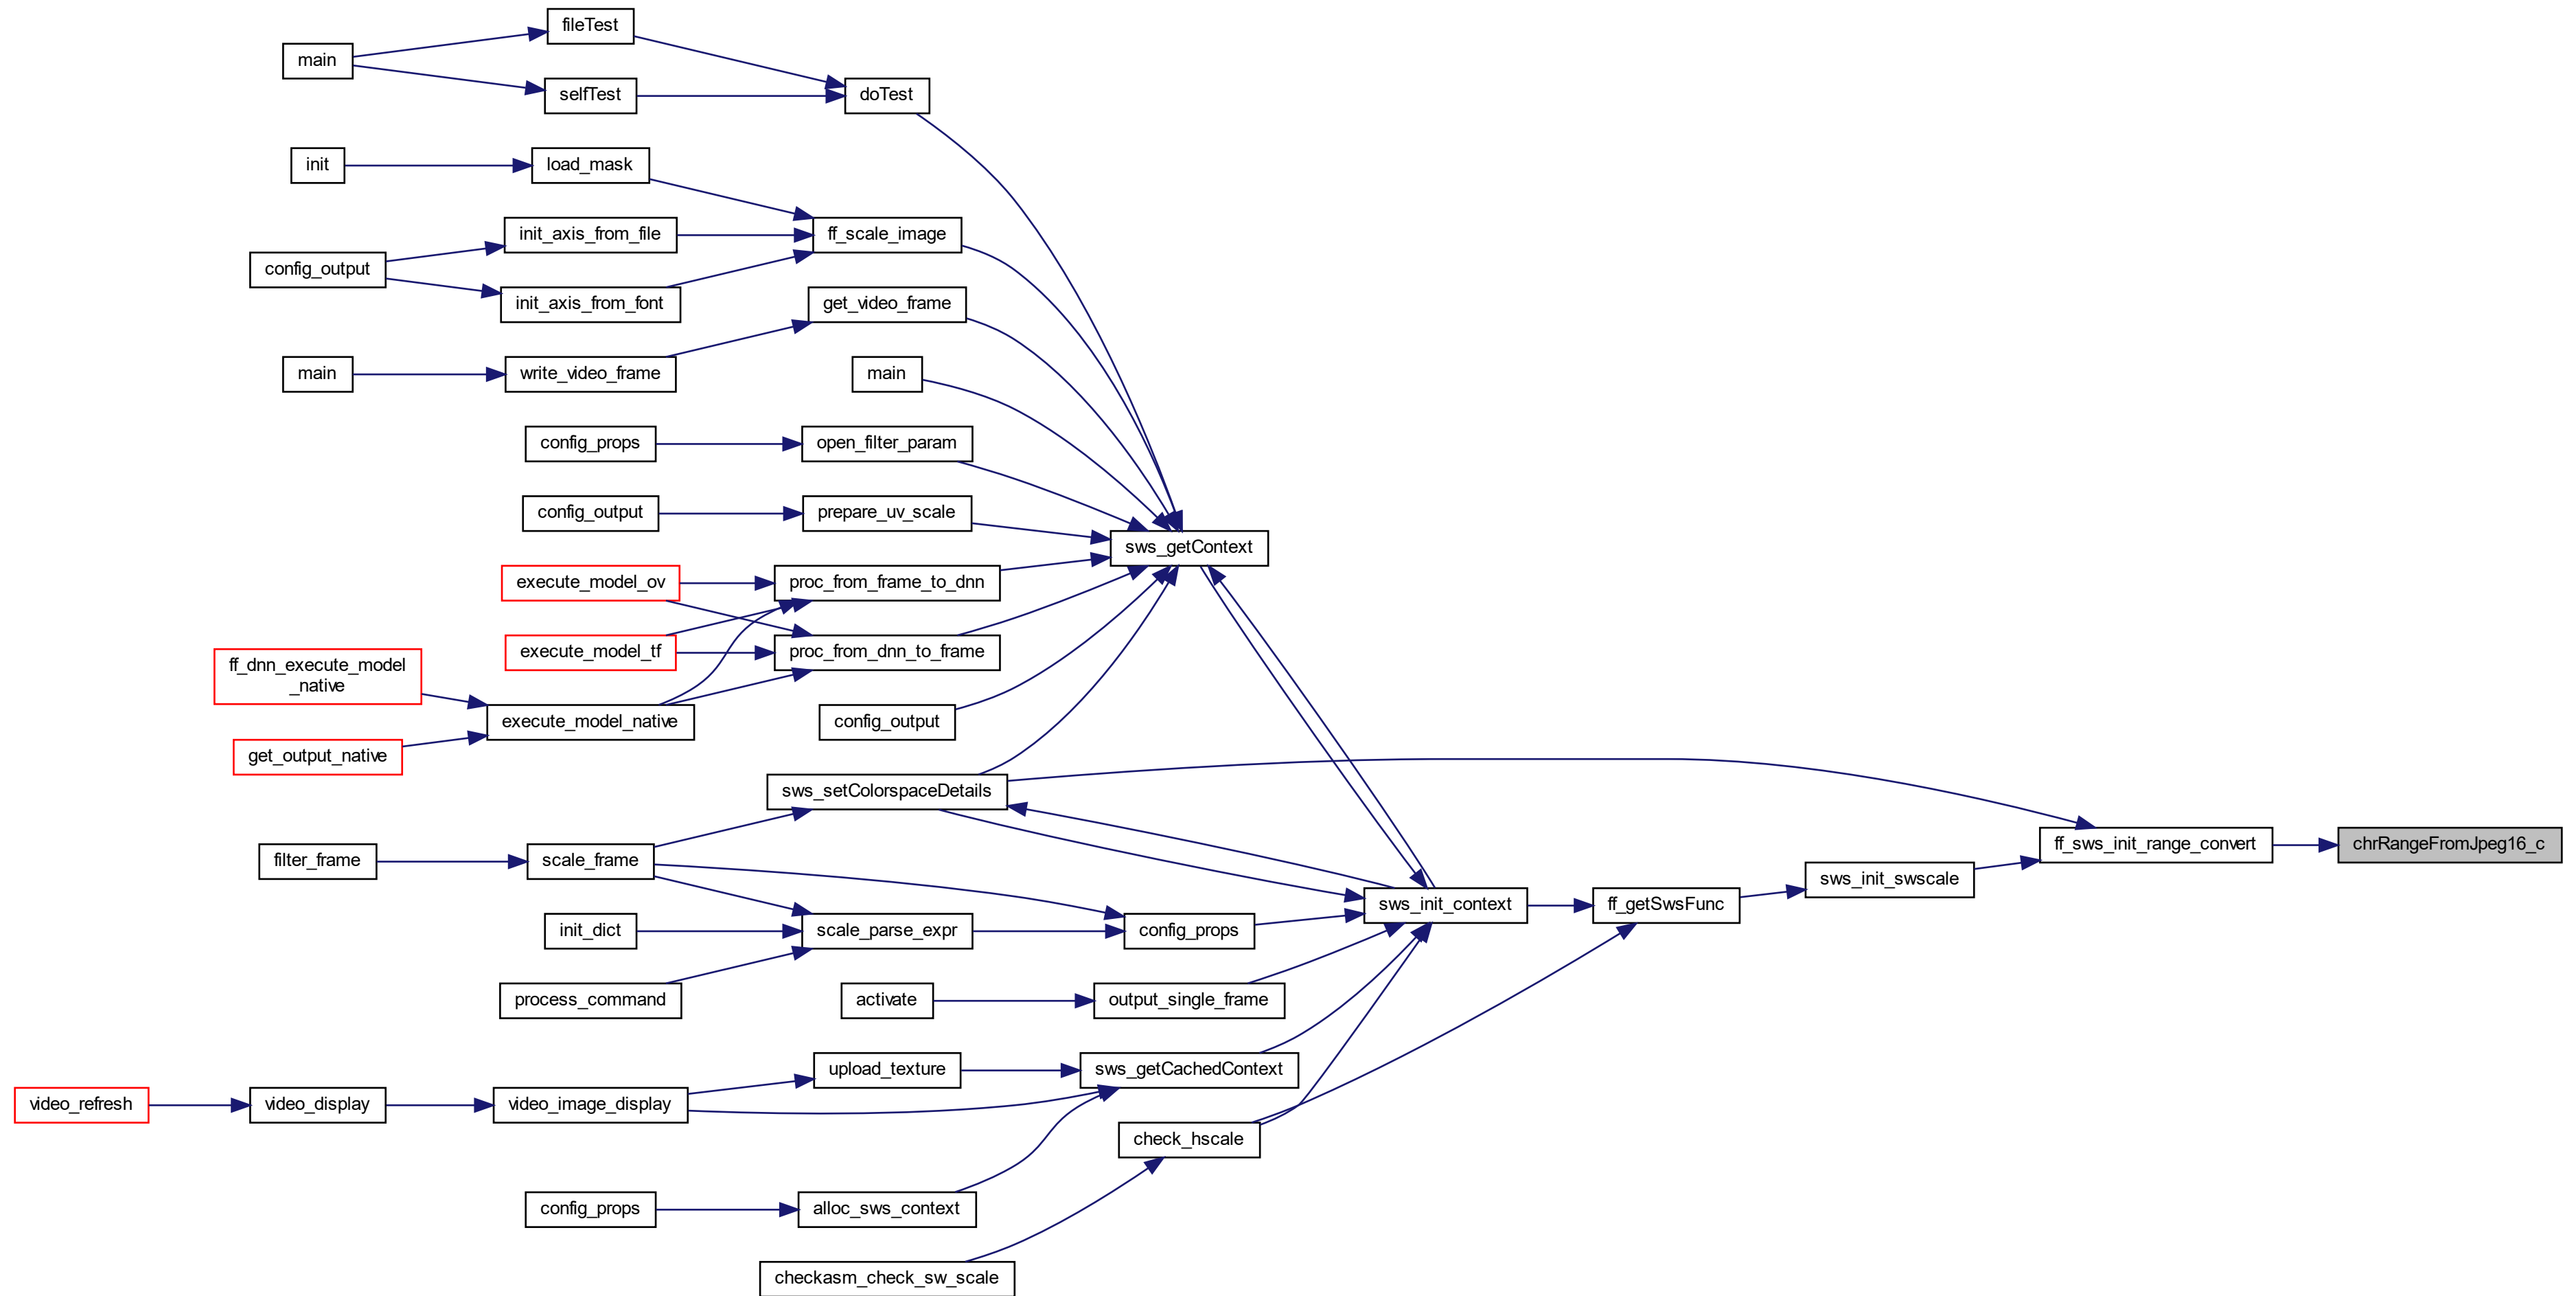 fileTest
main
selfTest
doTest
init
load_mask
init_axis_from_file
ff_scale_image
config_output
init_axis_from_font
get_video_frame
main
write_video_frame
main
config_props
open_filter_param
config_output
prepare_uv_scale
sws_getContext
execute_model_ov
proc_from_frame_to_dnn
execute_model_tf
proc_from_dnn_to_frame
ff_dnn_execute_model
_native
execute_model_native
config_output
get_output_native
sws_setColorspaceDetails
filter_frame
scale_frame
ff_sws_init_range_convert
chrRangeFromJpeg16_c
sws_init_swscale
sws_init_context
ff_getSwsFunc
init_dict
scale_parse_expr
config_props
process_command
activate
output_single_frame
upload_texture
sws_getCachedContext
video_refresh
video_display
video_image_display
check_hscale
config_props
alloc_sws_context
checkasm_check_sw_scale